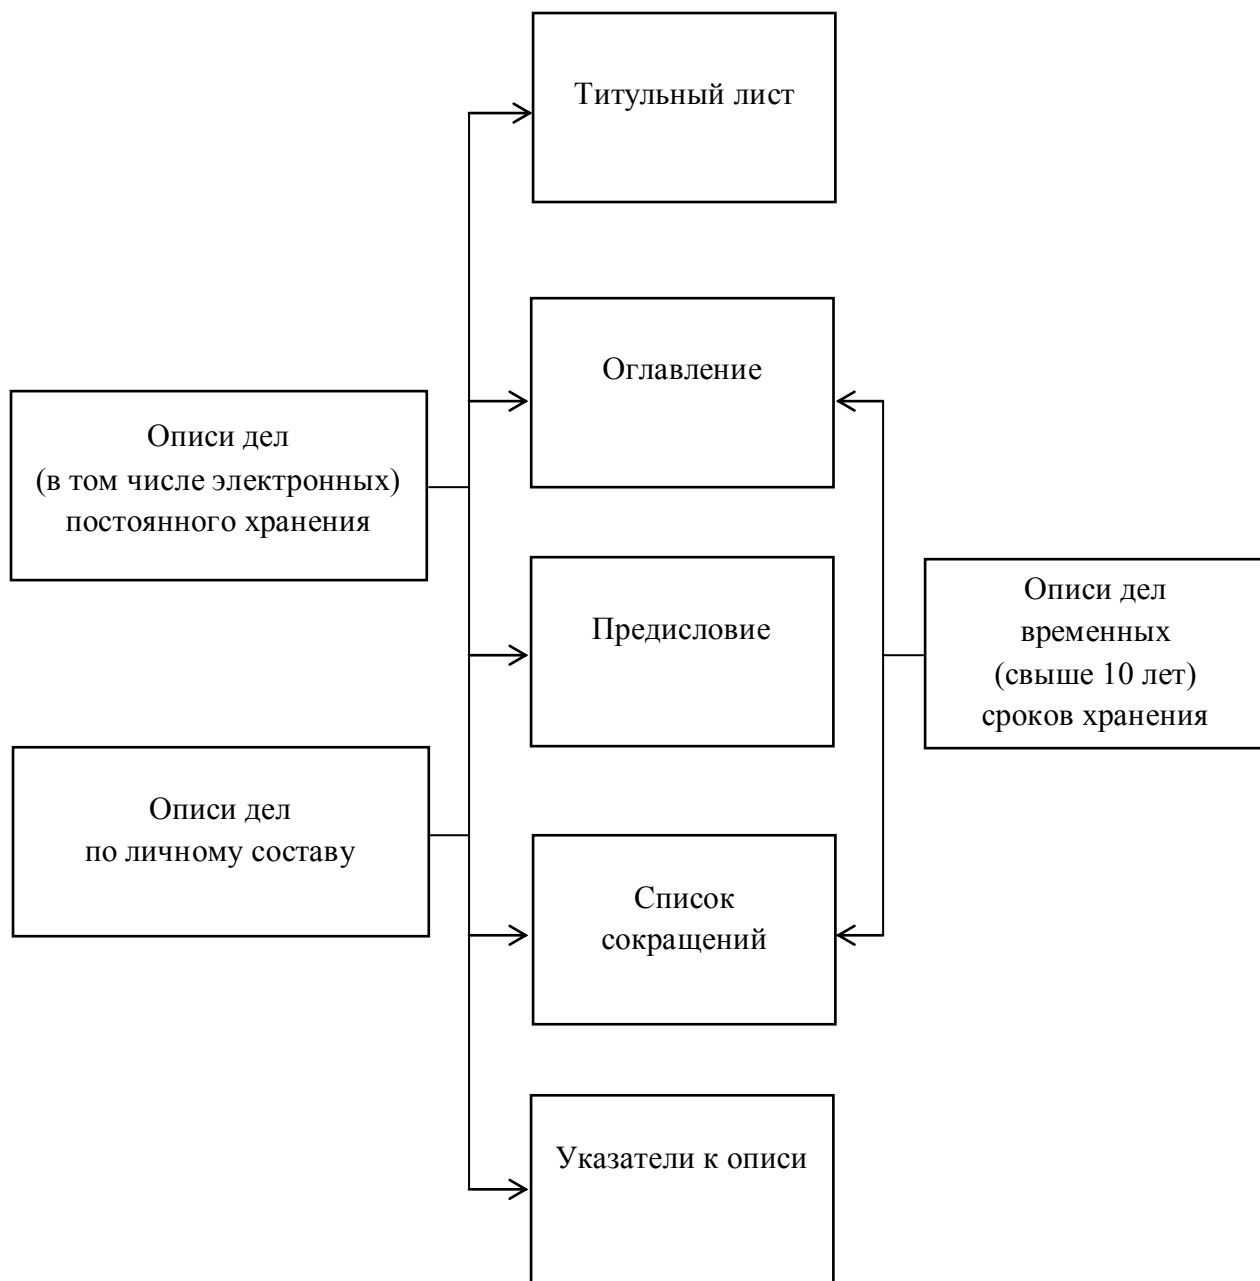 Титульный лист
Оглавление
Описи дел
(в том числе электронных)
постоянного хранения
Предисловие
Описи дел
временных
(свыше 10 лет)
сроков хранения
Описи дел
по личному составу
Список
сокращений
Указатели к описи